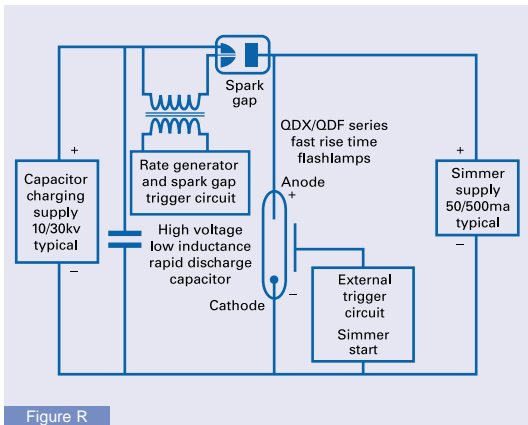 Spark
gap
QDX/QDF series
fast rise time
flashlamps
+
Capacitor
charging
supply
10/30kv
typical
–
Rate generator
and spark gap
trigger circuit
High voltage
low inductance
rapid discharge
capacitor
Anode
+
Cathode
–
External
trigger
circuit
Simmer
start
+
Simmer
supply
50/500ma
typical
–
Figure R